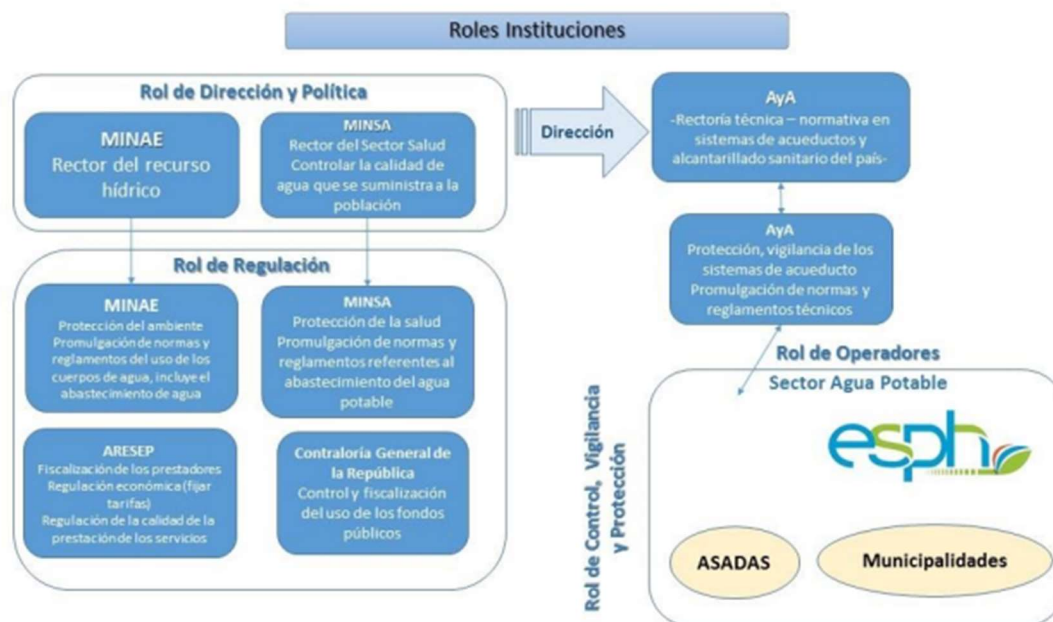 Roles Instituciones
Rol de Dirección y Política
MINAE
Rector del recurso
hídrico
MINSA
Rector del Sector Salud
Controlar la calidad de
agua que se suministra a la
población
Dirección
AyA
-Rectoría técnica – normativa en
sistemas de acueductos y
alcantarillado sanitario del país-
AyA
Protección, vigilancia de los
sistemas de acueducto
Promulgación de normas y
reglamentos técnicos
Rol de Regulación
MINAE
Protección del ambiente
Promulgación de normas y
reglamentos del uso de los
cuerpos de agua, incluye el
abastecimiento de agua
MINSA
Protección de la salud
Promulgación de normas y
reglamentos referentes al
abastecimiento del agua
potable
ARESEP
Fiscalización de los prestadores
Regulación económica (fijar
tarifas)
Regulación de la calidad de la
prestación de los servicios
Contraloría General de
la República
Control y fiscalización
del uso de los fondos
públicos
Rol de Control, Vigilancia
y Protección
Rol de Operadores
Sector Agua Potable
esph
ASADAS
Municipalidades